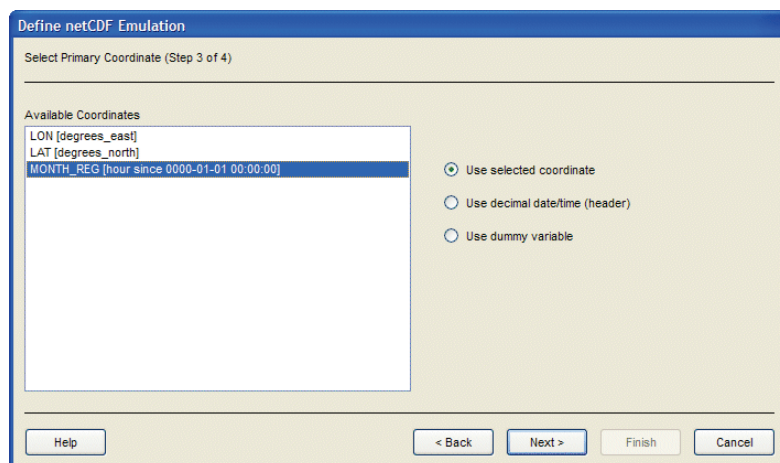 Define netCDF Emulation
Select Primary Coordinate (Step 3 of 4)
Available Coordinates
LON [degrees_east]
LAT [degrees_north]
MONTH_REG [hour since 0000-01-01 00:00:00]
Use selected coordinate
Use decimal date/time (header)
Use dummy variable
Help
< Back
Next >
Finish
Cancel